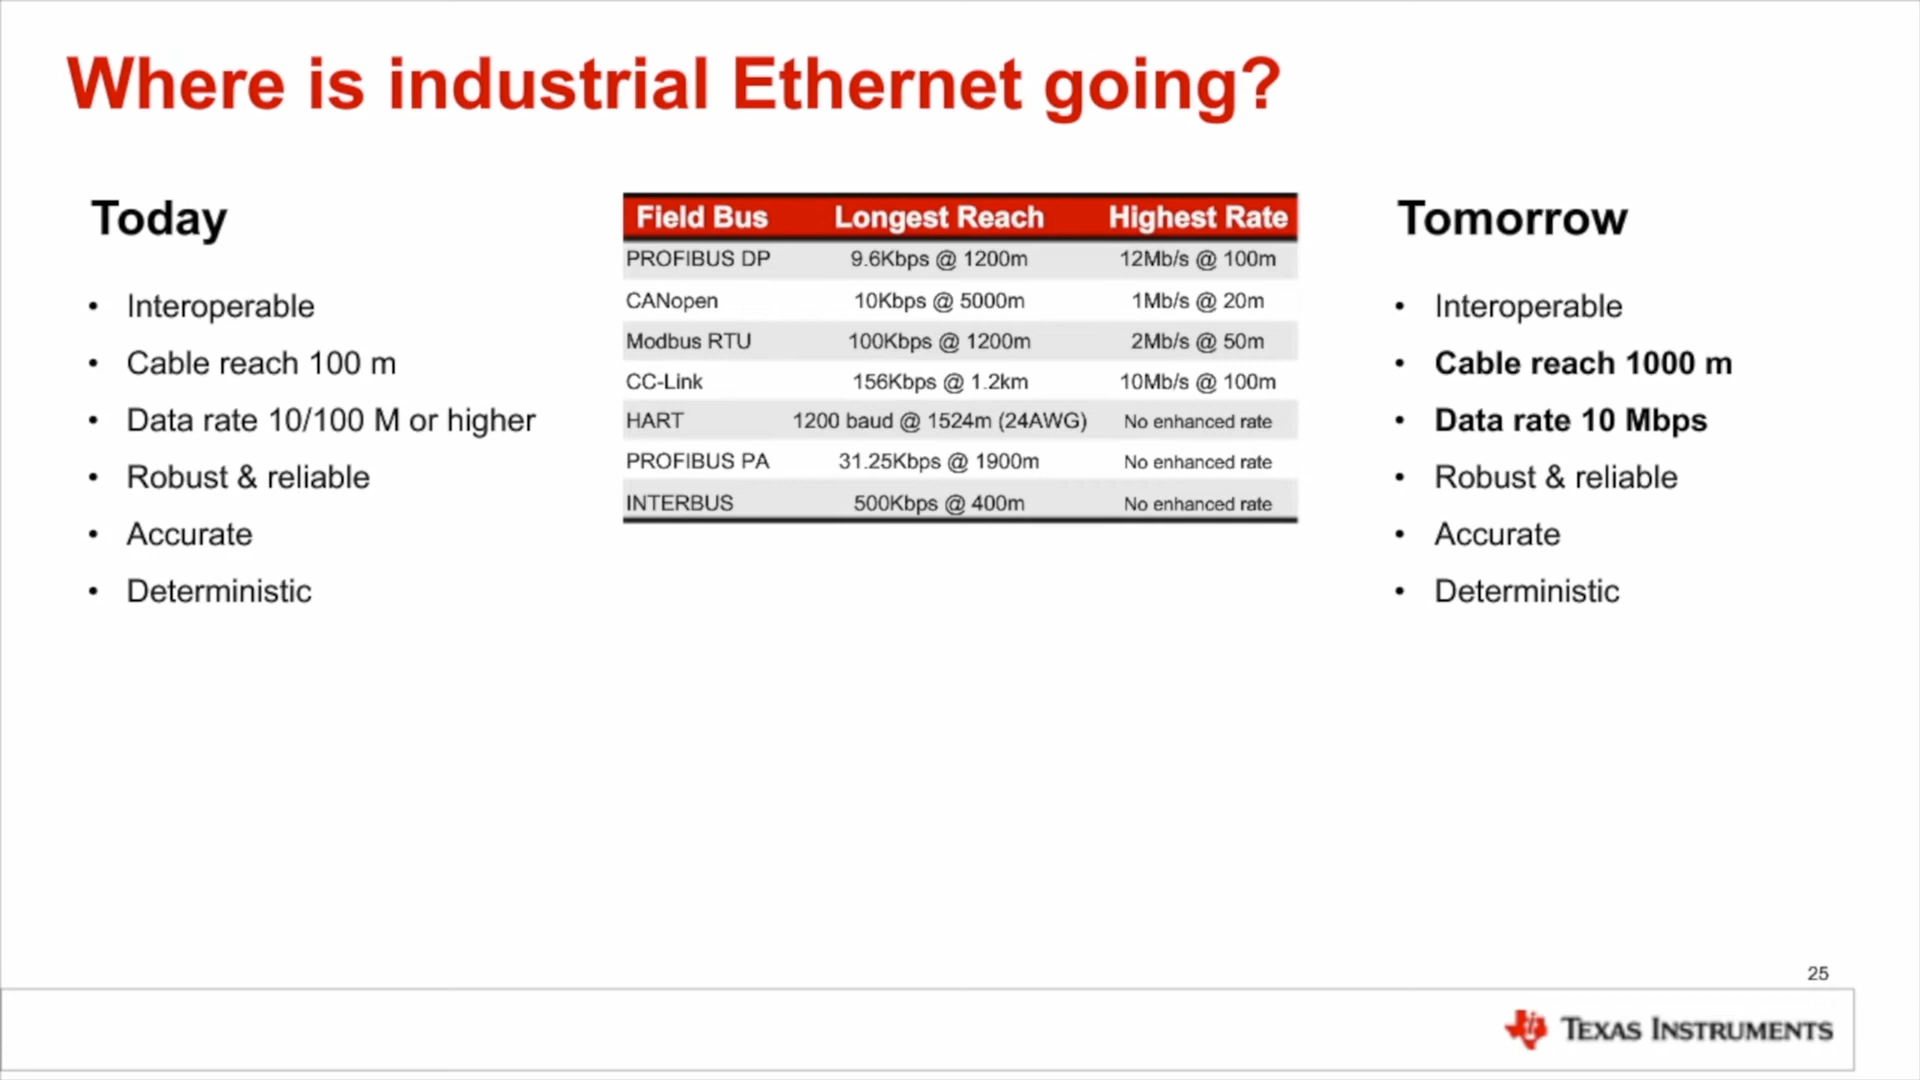 Where is industrial Ethernet going?
Today
• Interoperable
• Cable reach 100 m
• Data rate 10/100 M or higher
• Robust & reliable
• Accurate
• Deterministic
Field Bus Longest Reach Highest Rate
PROFIBUS DP 9.6Kbps @ 1200m 12Mb/s @ 100m
CANopen 10Kbps @ 5000m 1Mb/s @ 20m
Modbus RTU 100Kbps @ 1200m 2Mb/s @ 50m
CC-Link 156Kbps @ 1.2km 10Mb/s @ 100m
HART 1200 baud @ 1524m (24AWG) No enhanced rate
PROFIBUS PA 31.25Kbps @ 1900m No enhanced rate
INTERBUS 500Kbps @ 400m No enhanced rate
Tomorrow
• Interoperable
• Cable reach 1000 m
• Data rate 10 Mbps
• Robust & reliable
• Accurate
• Deterministic
25
TEXAS INSTRUMENTS